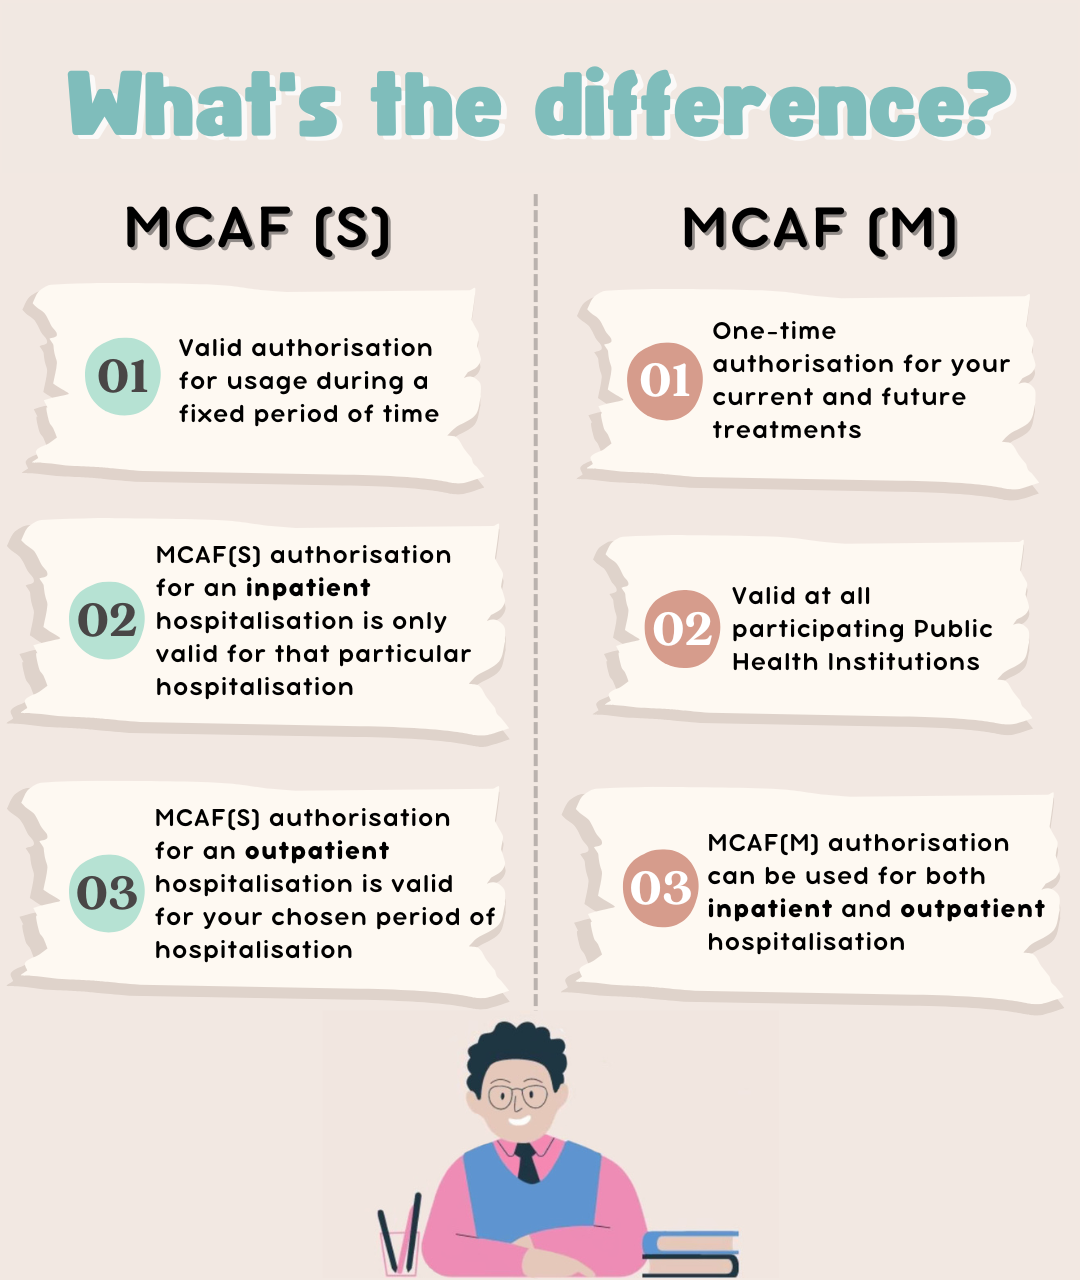 What's the difference?
MCAF (S)
01
Valid authorisation
for usage during a
fixed period of time
02
MCAF(S) authorisation
for an inpatient
hospitalisation is only
valid for that particular
hospitalisation
03
MCAF(S) authorisation
for an outpatient
hospitalisation is valid
for your chosen period of
hospitalisation
MCAF (M)
01
One-time
authorisation for your
current and future
treatments
02
Valid at all
participating Public
Health Institutions
03
MCAF(M) authorisation
can be used for both
inpatient and outpatient
hospitalisation